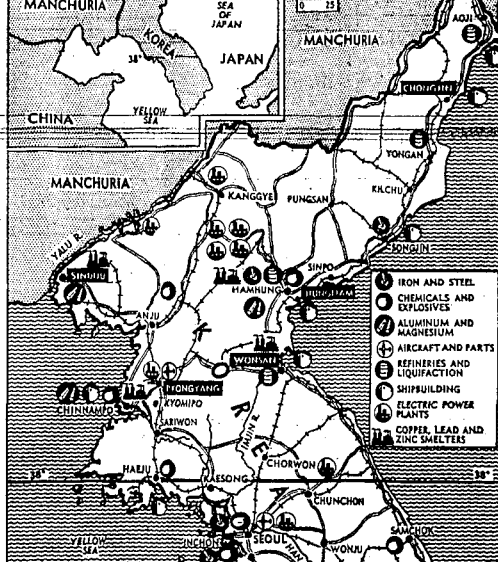 MANCHURIA
SEA
OF
JAPAN
0 25
KOREA
38°
JAPAN
CHINA
YELLOW
SEA
MANCHURIA
AOJI
CHONGJIN
YONGAN
KILCHU
MANCHURIA
KANGGYE
PUNGSAN
YALU R.
SONGJIN
SINUIJU
SINPO
HAMHUNG
HUNGNAM
ANJU
K
WONSAN
PYONGYANG
CHINNAMPO
KYOMIPO
SARIWON
R
IMJIN R.
E
CHORWON
38°
38°
HAEJU
KAESONG
A
CHUNCHON
SEOUL
SAMCHOK
YELLOW
SEA
INCHON
HAN
WONJU
IRON AND STEEL
CHEMICALS AND
EXPLOSIVES
ALUMINUM AND
MAGNESIUM
AIRCRAFT AND PARTS
REFINERIES AND
LIQUIFACTION
SHIPBUILDING
ELECTRIC POWER
PLANTS
COPPER, LEAD AND
ZINC SMELTERS